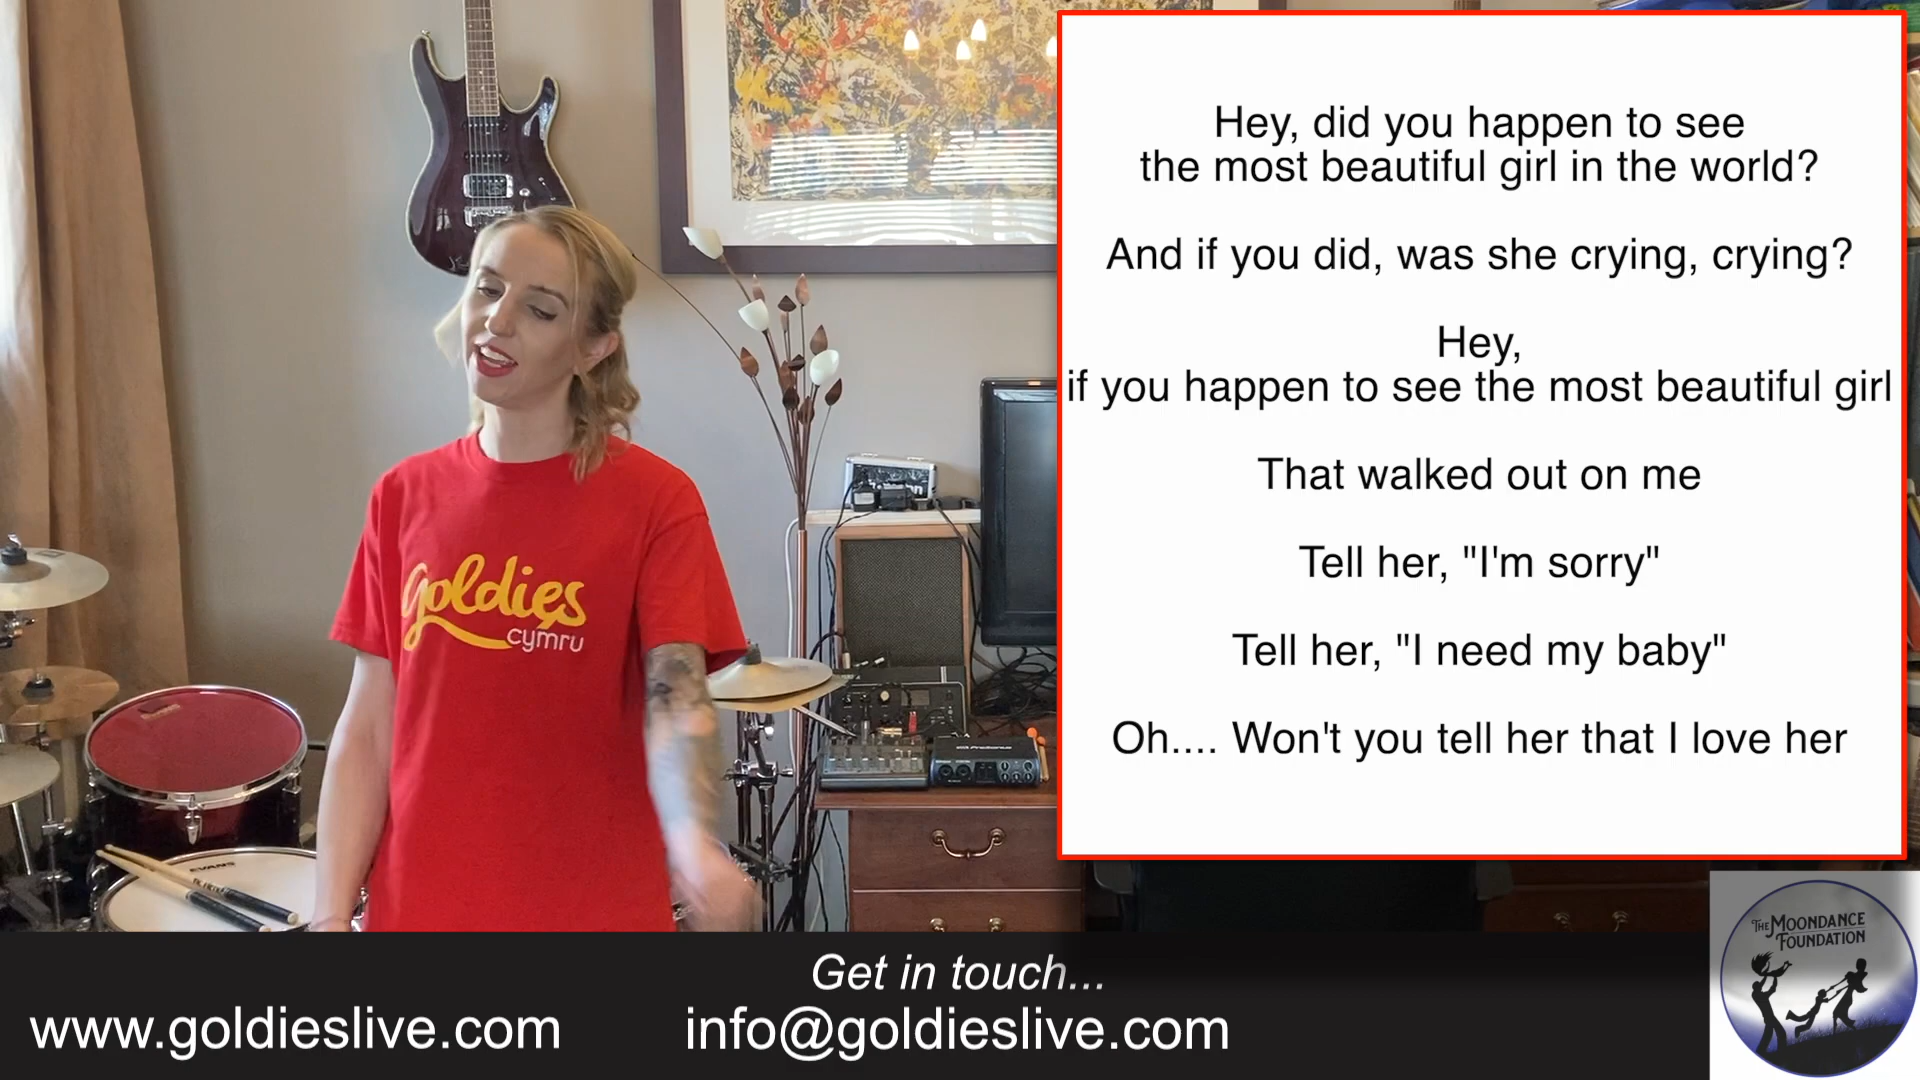 Hey, did you happen to see
the most beautiful girl in the world?
And if you did, was she crying, crying?
Hey,
if you happen to see the most beautiful girl
That walked out on me
Tell her, "I'm sorry"
Tell her, "I need my baby"
Oh.... Won't you tell her that I love her
goldies
cymru
EVANS
PreSonus
Get in touch...
www.goldieslive.com
info@goldieslive.com
THE MOONDANCE
FOUNDATION